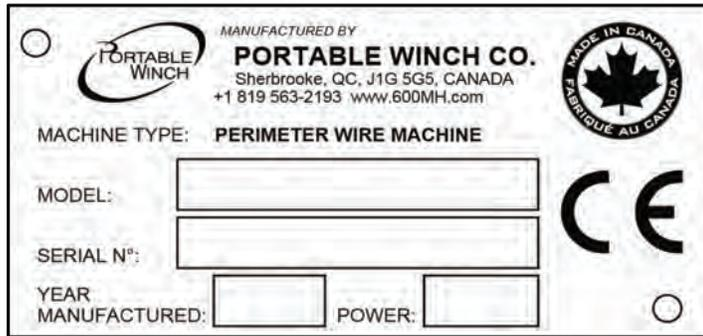 PORTABLE
WINCH
MANUFACTURED BY
PORTABLE WINCH CO.
Sherbrooke, QC, J1G 5G5, CANADA
+1 819 563-2193 www.600MH.com
MADE IN CANADA
FABRIQUÉ AU CANADA
MACHINE TYPE: PERIMETER WIRE MACHINE
MODEL:
CE
SERIAL N°:
YEAR
MANUFACTURED:
POWER: